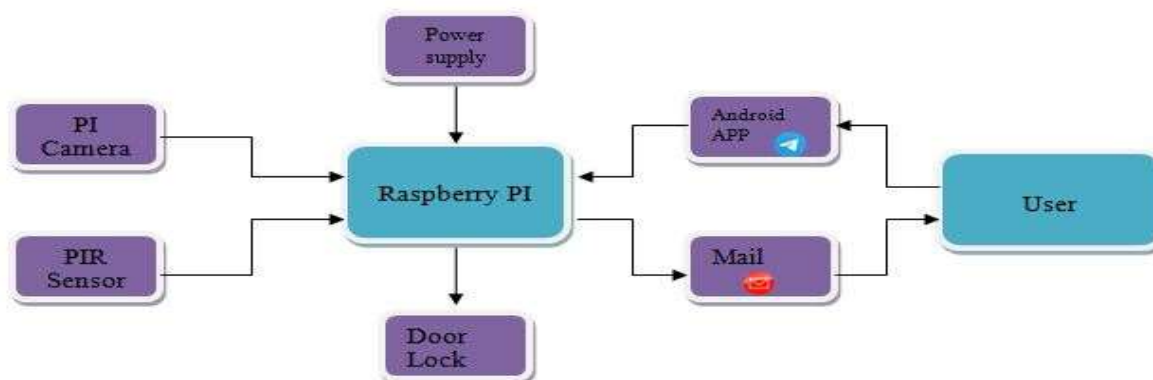 Power
supply
PI
Camera
Android
APP
Raspberry PI
User
PIR
Sensor
Mail
Door
Lock